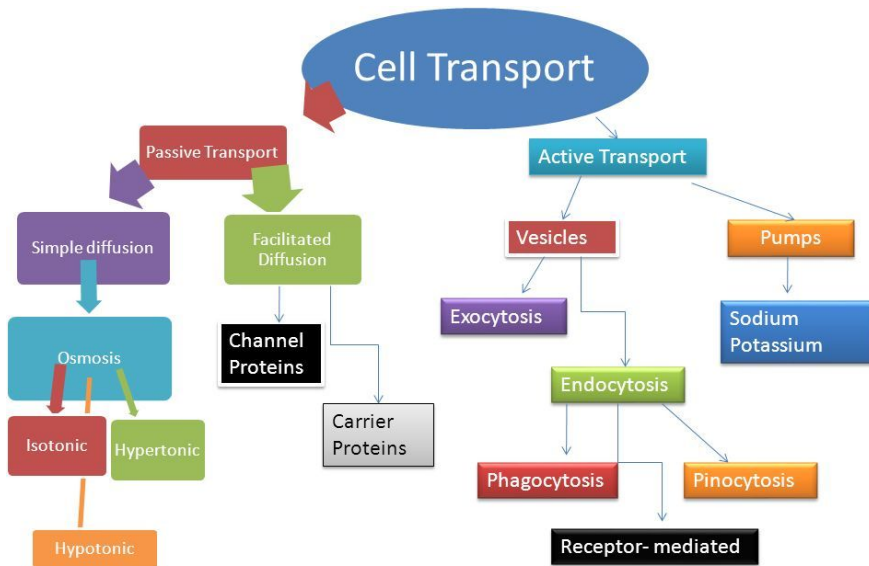 Cell Transport
Passive Transport
Active Transport
Simple diffusion
Facilitated
Diffusion
Vesicles
Pumps
Exocytosis
Sodium
Potassium
Channel
Proteins
Osmosis
Endocytosis
Carrier
Proteins
Isotonic
Hypertonic
Phagocytosis
Pinocytosis
Hypotonic
Receptor- mediated